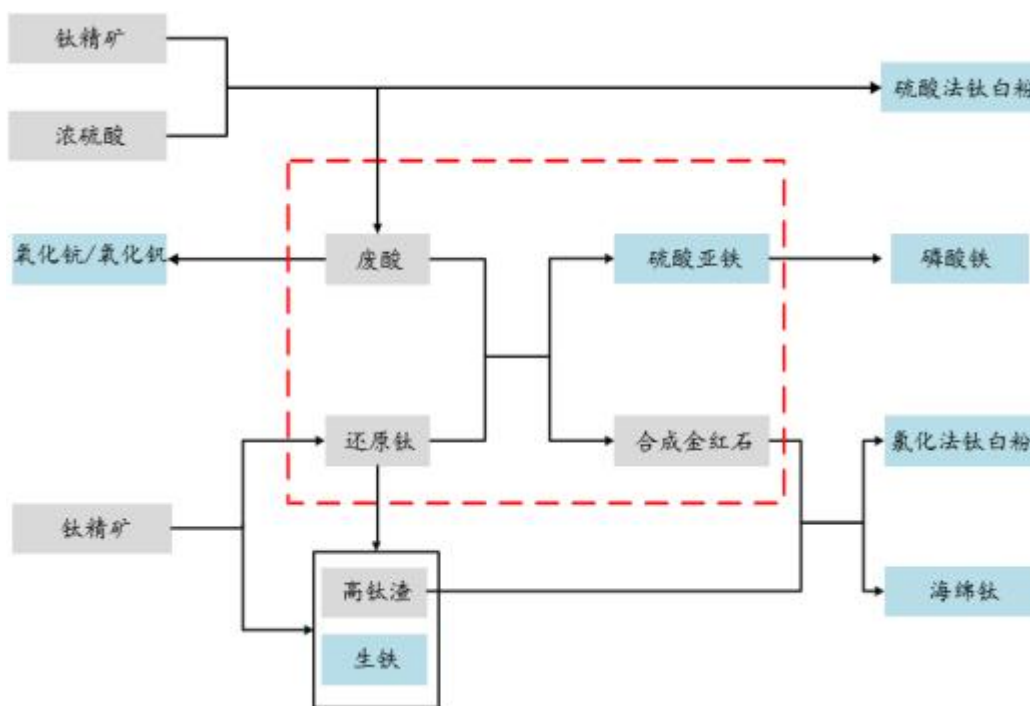 钛精矿
硫酸法钛白粉
浓硫酸
氧化钪/氧化钒
废酸
硫酸亚铁
磷酸铁
还原钛
合成金红石
氯化法钛白粉
钛精矿
高钛渣
海绵钛
生铁